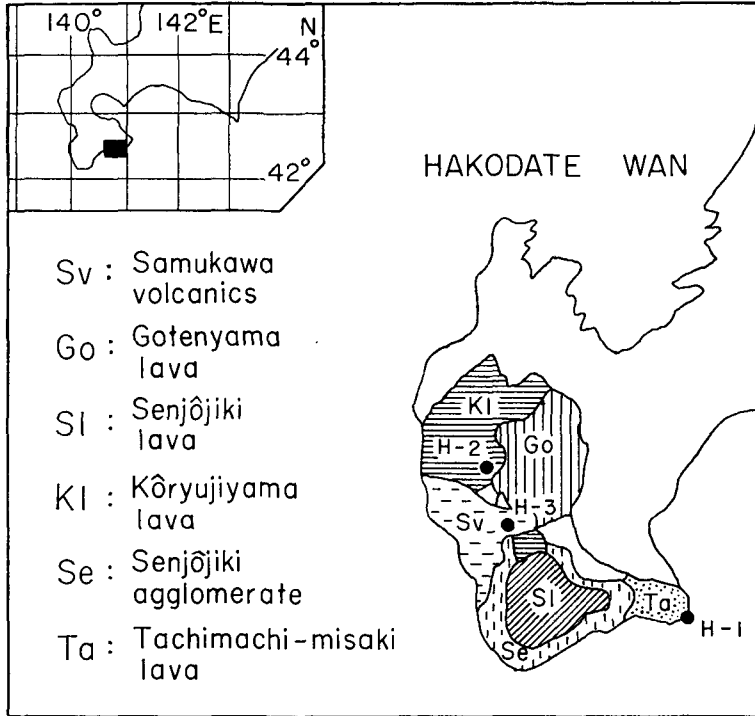 140° 142°E N
44°
42°
HAKODATE WAN
Sv : Samukawa
volcanics
Go : Gotenyama
lava
Sl : Senjôjiki
lava
Kl : Kôryujiyama
lava
Se : Senjôjiki
agglomerate
Ta : Tachimachi-misaki
lava
Kl
H-2 Go
Sv H-3
Sl Ta
Se H-1